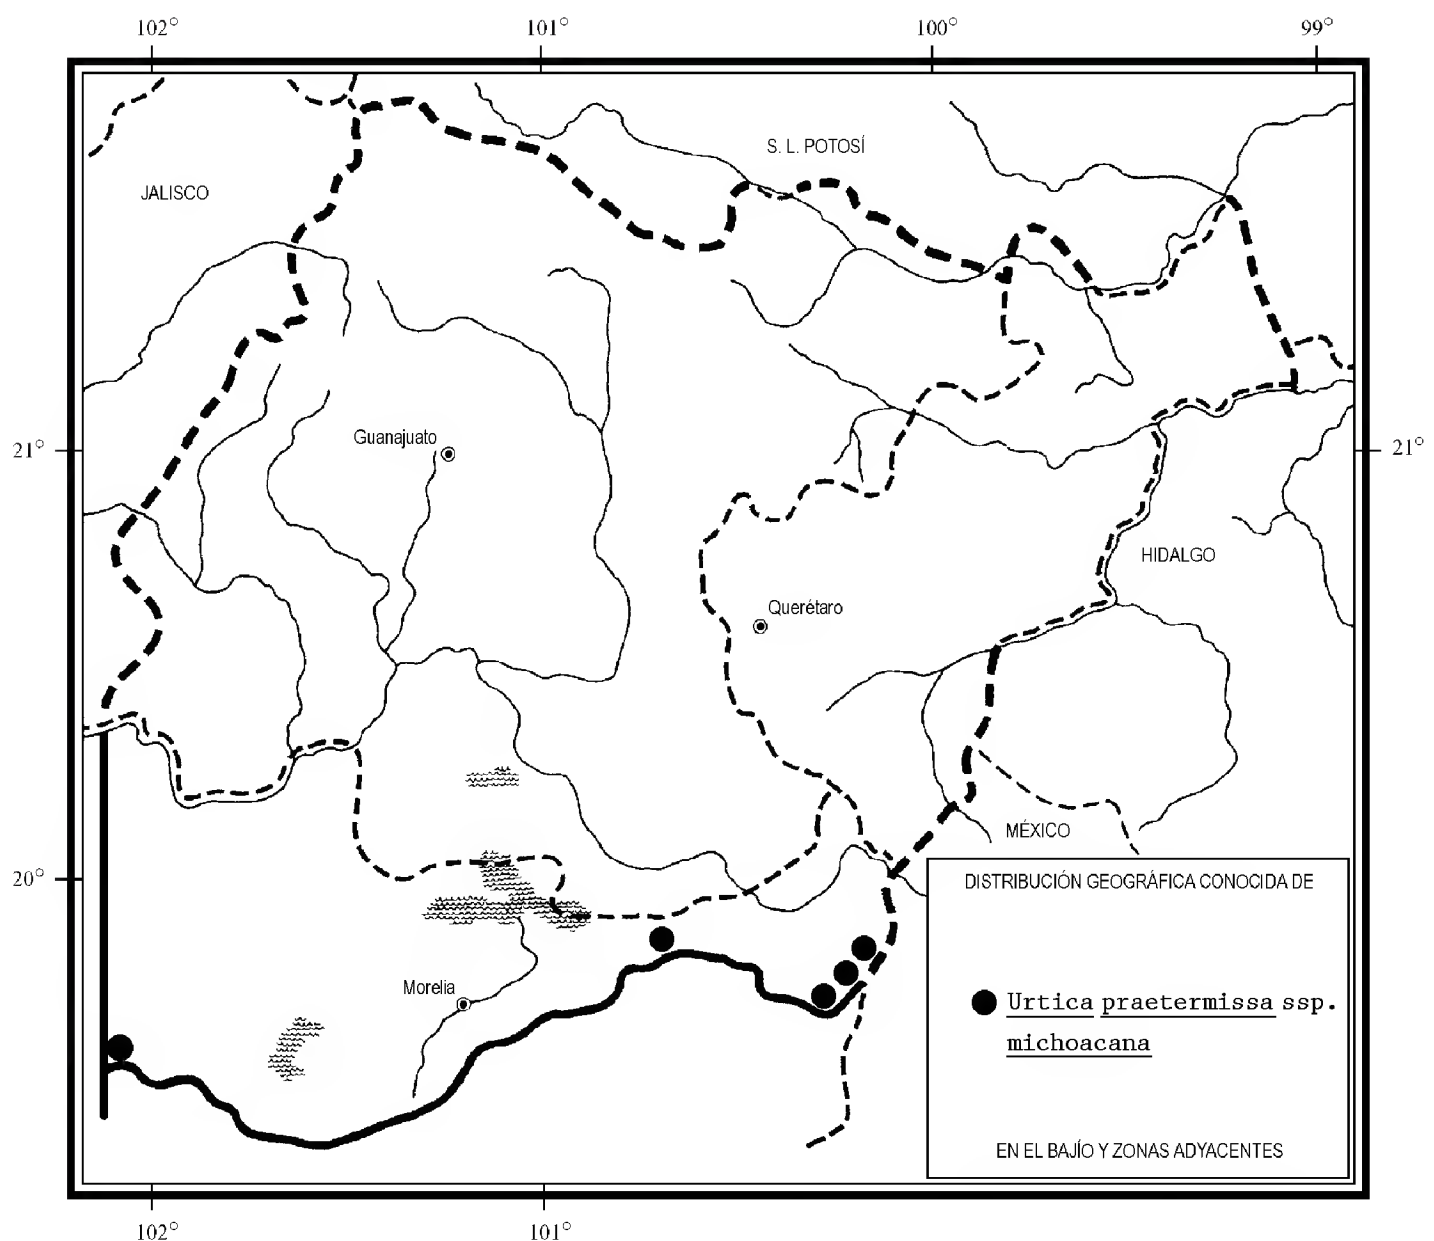 102° 101° 100° 99°
S. L. POTOSÍ
JALISCO
Guanajuato
21° 21°
HIDALGO
Querétaro
MÉXICO
20°
DISTRIBUCIÓN GEOGRÁFICA CONOCIDA DE
Morelia
Urtica praetermissa ssp.
michoacana
EN EL BAJÍO Y ZONAS ADYACENTES
102° 101°